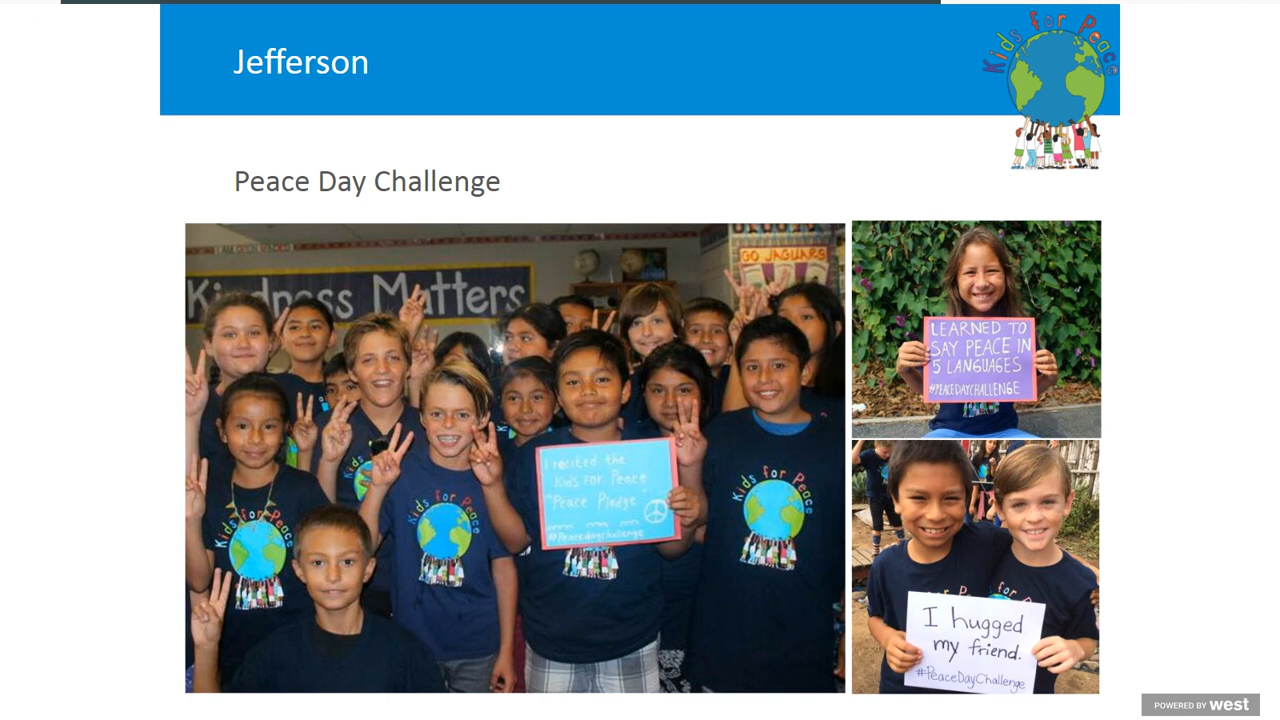 Jefferson
Kids for Peace
Peace Day Challenge
Kindness Matters
GO JAGUARS
I recited the
Kids for Peace
"Peace Pledge"
#Peacedaychallenge
Kids for Peace
Kids for Peace
Kids for Peace
LEARNED TO
SAY PEACE IN
5 LANGUAGES
#PEACEDAYCHALLENGE
I hugged
my friend.
#PeaceDayChallenge
POWERED BY west